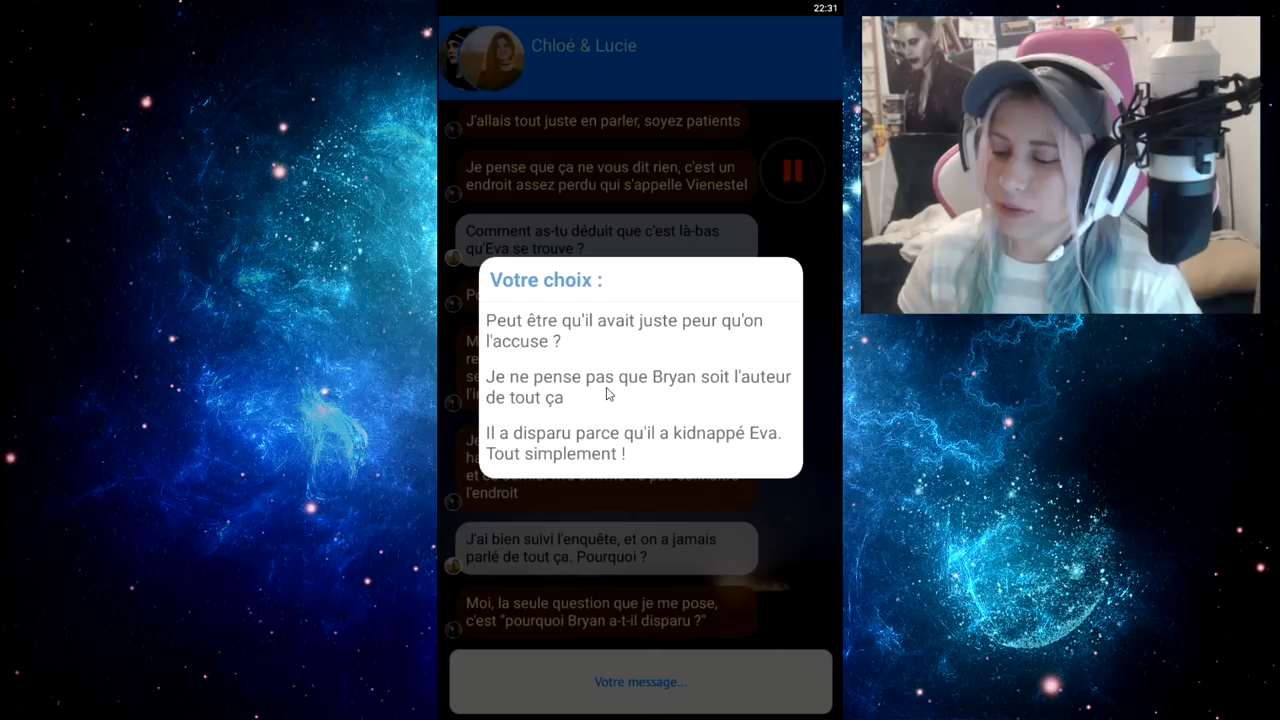 22:31
Chloé & Lucie
J'allais tout juste en parler, soyez patients
Je pense que ça ne vous dit rien, c'est un
endroit assez perdu qui s'appelle Vienestel
Comment as-tu déduit que c'est là-bas
qu'Eva se trouve ?
Votre choix :
Peut être qu'il avait juste peur qu'on
l'accuse ?
Je ne pense pas que Bryan soit l'auteur
de tout ça
Il a disparu parce qu'il a kidnappé Eva.
Tout simplement !
l'endroit
J'ai bien suivi l'enquête, et on a jamais
parlé de tout ça. Pourquoi ?
Moi, la seule question que je me pose,
c'est "pourquoi Bryan a-t-il disparu ?"
Votre message...